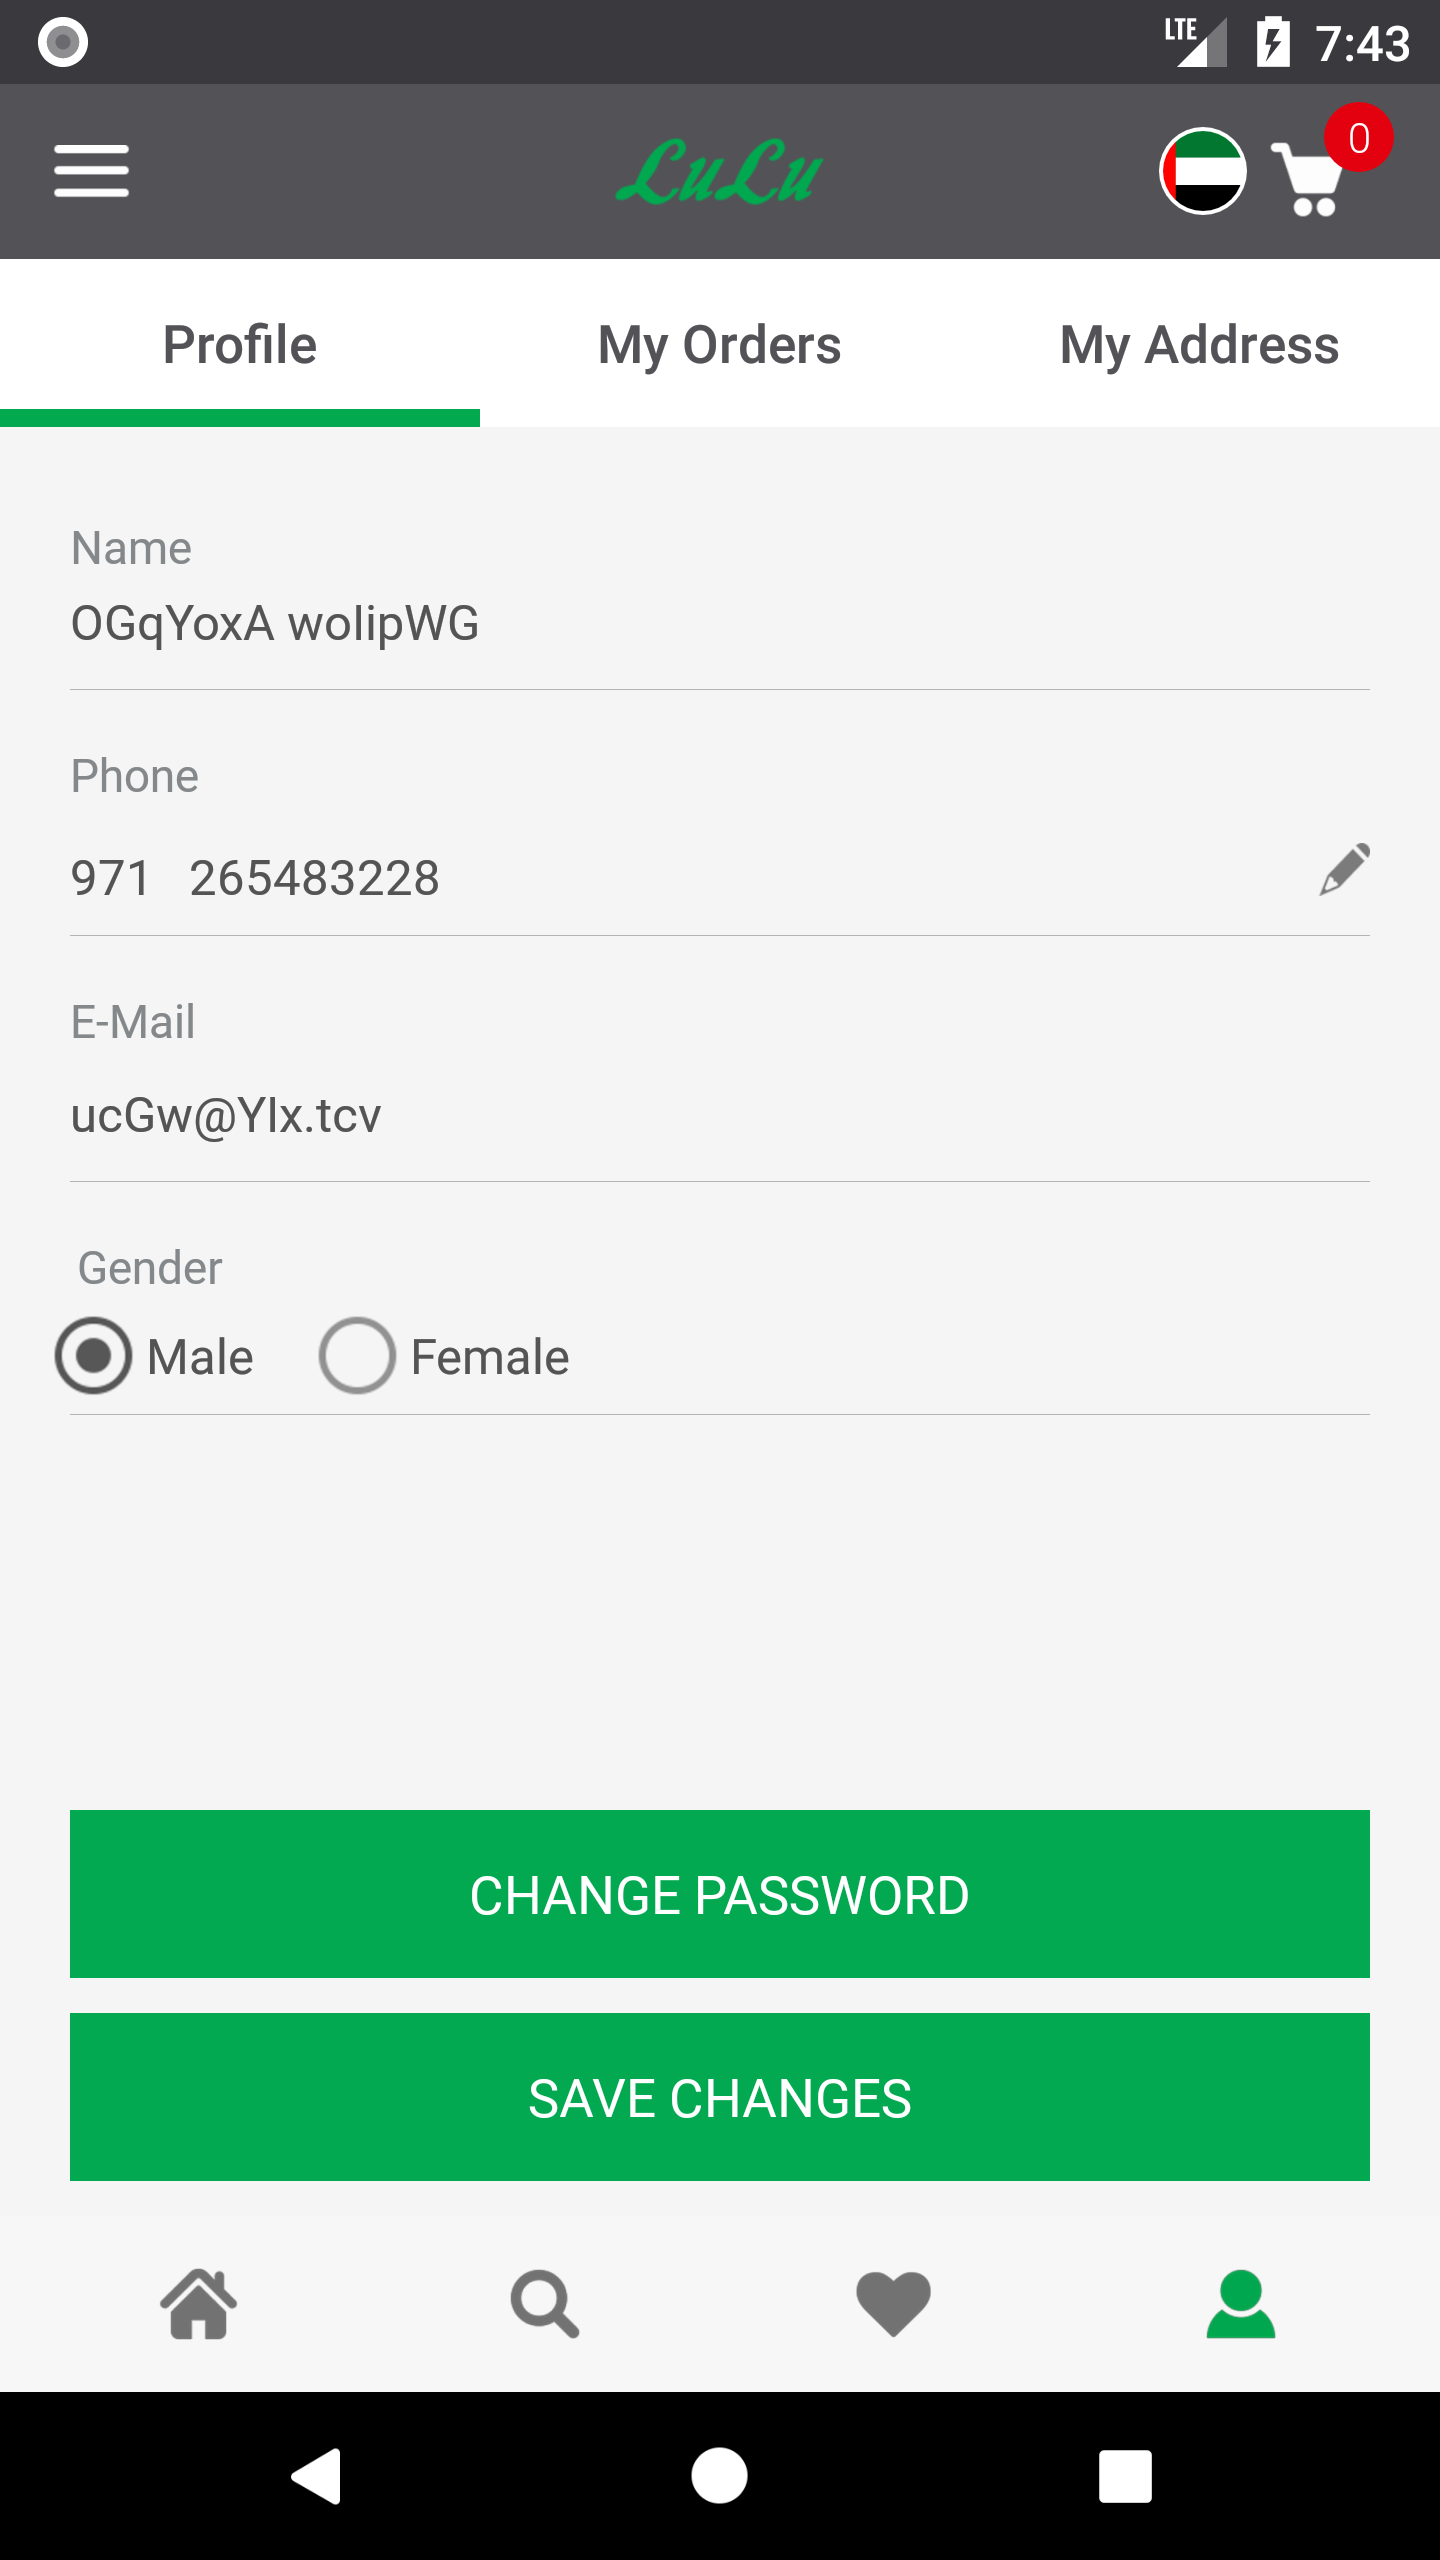 LTE 7:43
LuLu 0
Profile My Orders My Address
Name
OGqYoxA wolipWG
Phone
971 265483228
E-Mail
ucGw@YIx.tcv
Gender
Male Female
CHANGE PASSWORD
SAVE CHANGES